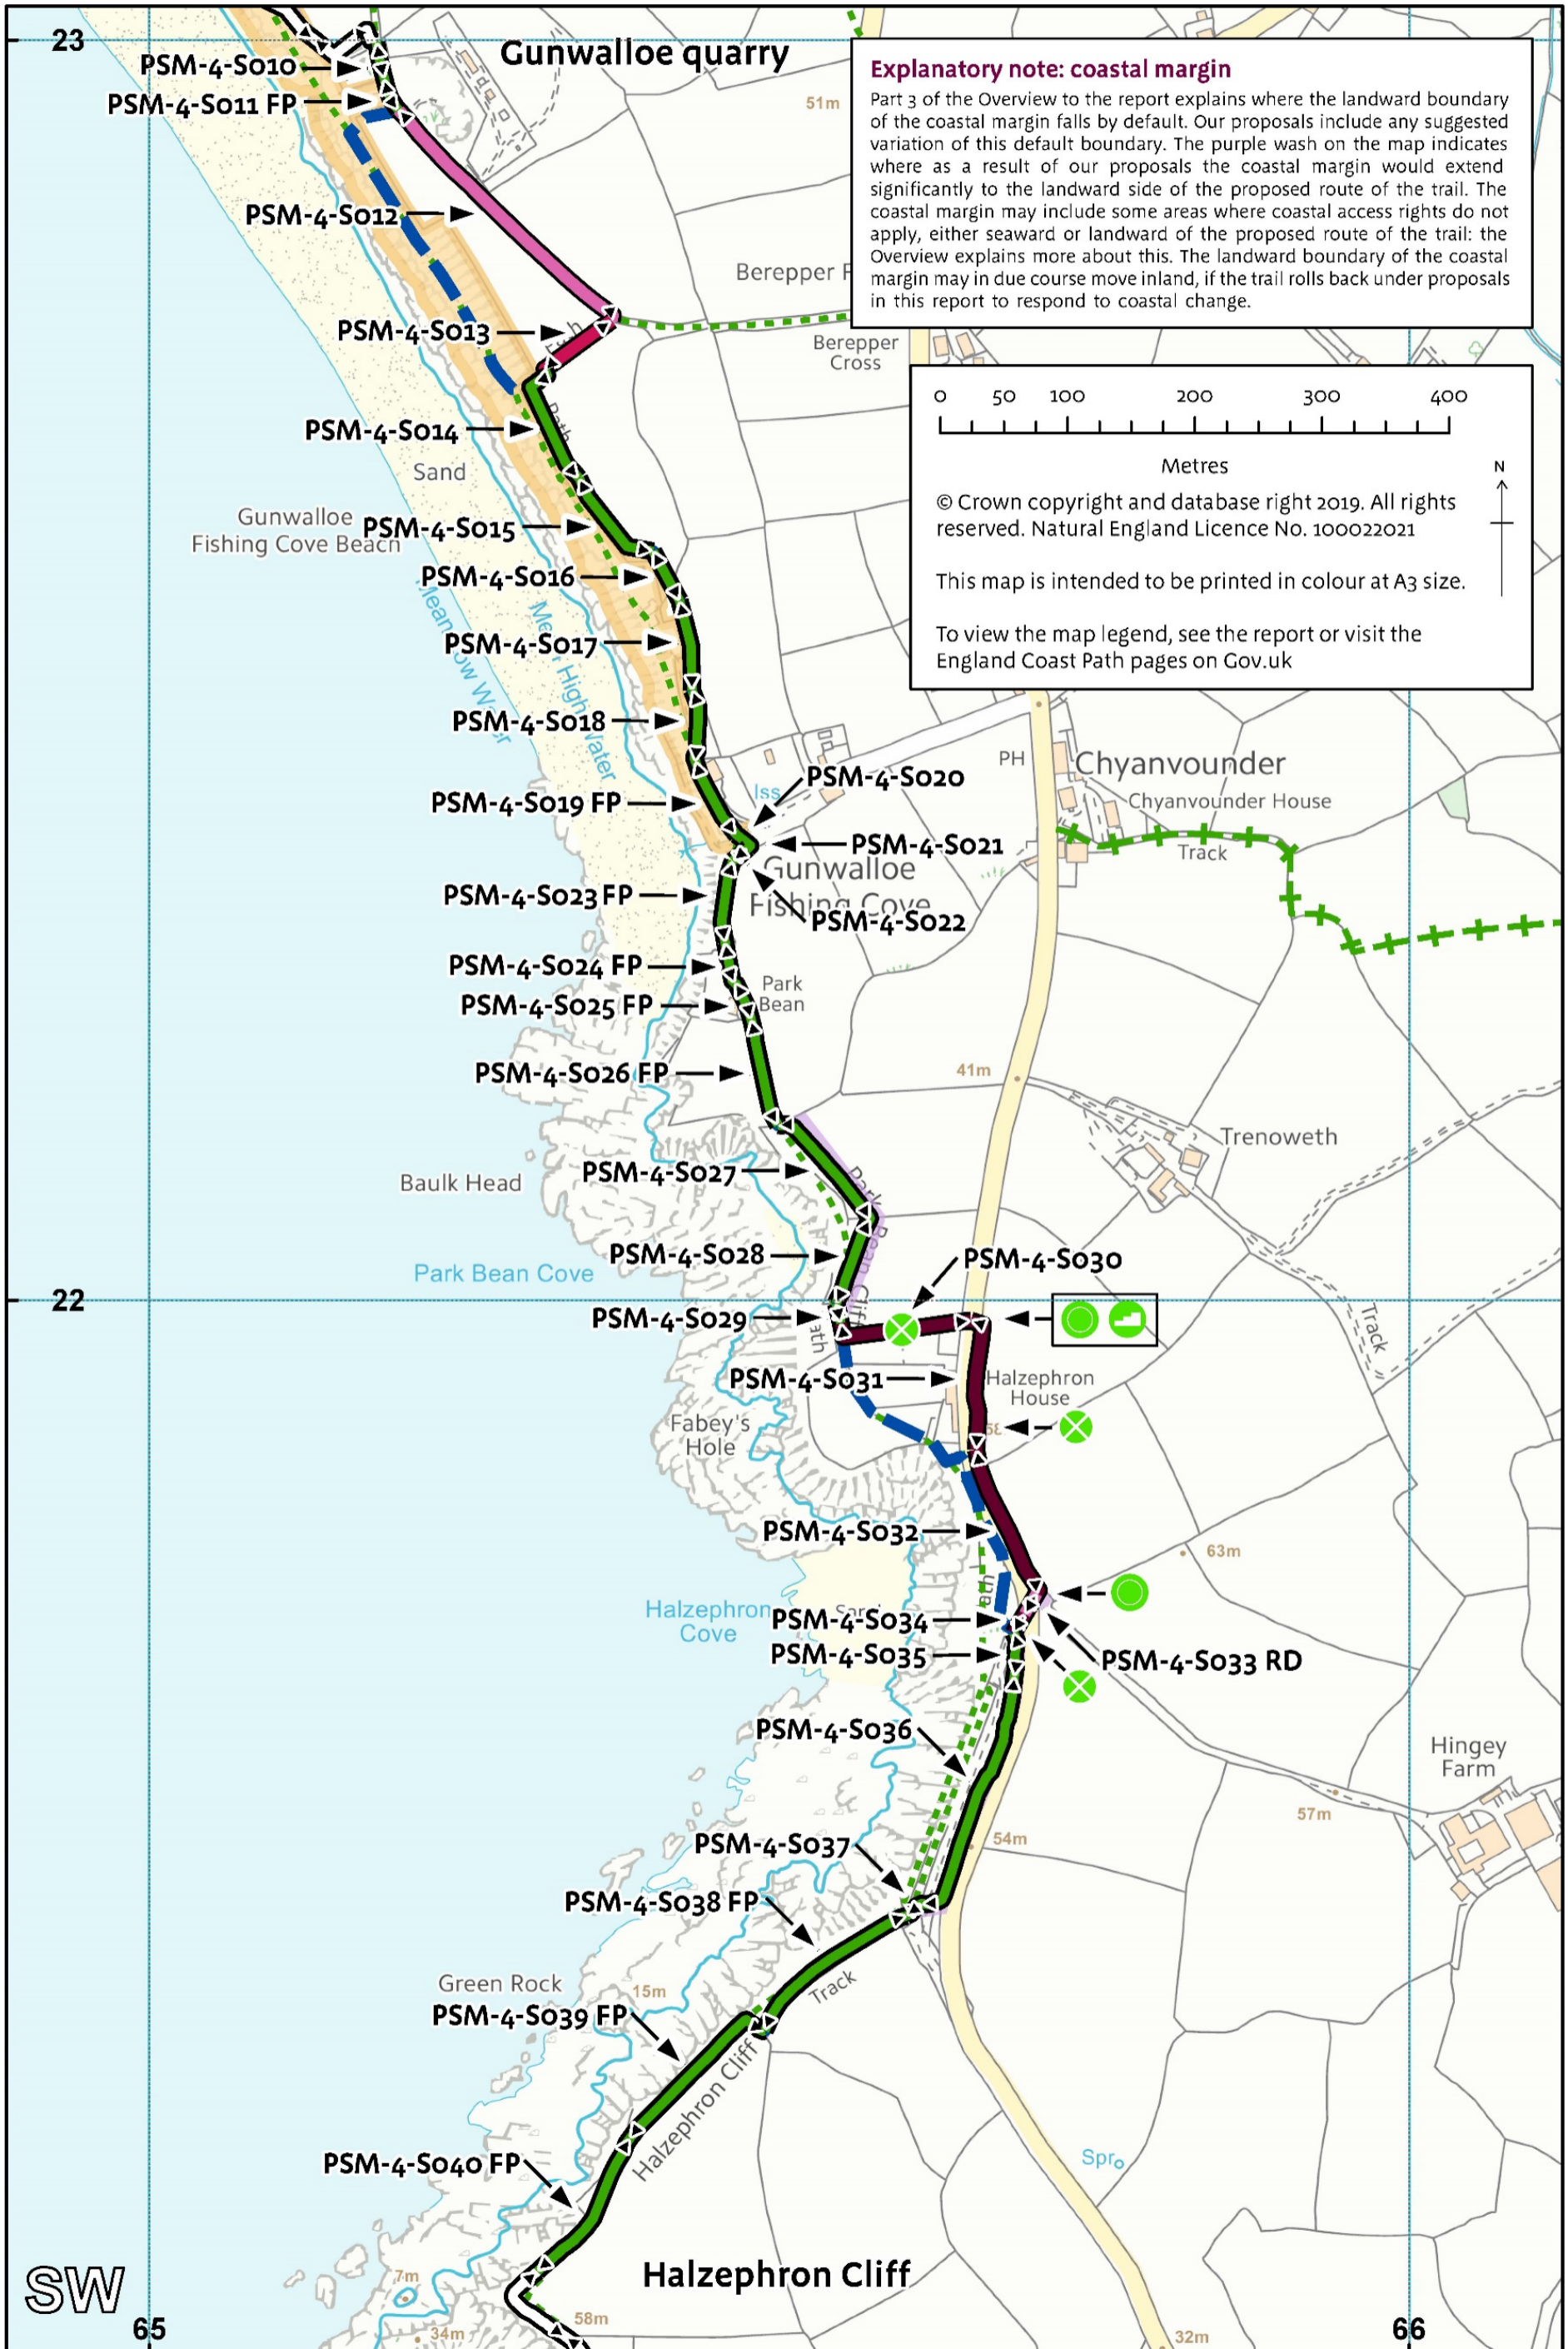 23
Gunwalloe quarry
PSM-4-S010
PSM-4-S011 FP
51m
Explanatory note: coastal margin
Part 3 of the Overview to the report explains where the landward boundary
of the coastal margin falls by default. Our proposals include any suggested
variation of this default boundary. The purple wash on the map indicates
where as a result of our proposals the coastal margin would extend
significantly to the landward side of the proposed route of the trail. The
coastal margin may include some areas where coastal access rights do not
apply, either seaward or landward of the proposed route of the trail: the
Overview explains more about this. The landward boundary of the coastal
margin may in due course move inland, if the trail rolls back under proposals
in this report to respond to coastal change.
PSM-4-S012
Berepper
PSM-4-S013
Berepper
Cross
0 50 100 200 300 400
Metres
N
© Crown copyright and database right 2019. All rights
reserved. Natural England Licence No. 100022021
This map is intended to be printed in colour at A3 size.
To view the map legend, see the report or visit the
England Coast Path pages on Gov.uk
Path
PSM-4-S014
Sand
Gunwalloe
Fishing Cove Beach
PSM-4-S015
PSM-4-S016
Mean Low Water
Mean High Water
PSM-4-S017
PSM-4-S018
PH
Chyanvounder
Chyanvounder House
Track
PSM-4-S019 FP
Iss
PSM-4-S020
PSM-4-S021
Gunwalloe
Fishing Cove
PSM-4-S022
PSM-4-S023 FP
PSM-4-S024 FP
Park
Bean
PSM-4-S025 FP
PSM-4-S026 FP
41m
Trenoweth
Baulk Head
PSM-4-S027
Park
Bean
Cliff
PSM-4-S028
Park Bean Cove
PSM-4-S030
22
PSM-4-S029
Track
PSM-4-S031
Halzephron
House
Fabey's
Hole
PSM-4-S032
63m
Halzephron
Cove
PSM-4-S034
PSM-4-S035
PSM-4-S033 RD
PSM-4-S036
Hingey
Farm
57m
54m
PSM-4-S037
PSM-4-S038 FP
Track
Green Rock
15m
PSM-4-S039 FP
Halzephron Cliff
PSM-4-S040 FP
Spr
Halzephron Cliff
SW
7m
65
34m
58m
32m
66